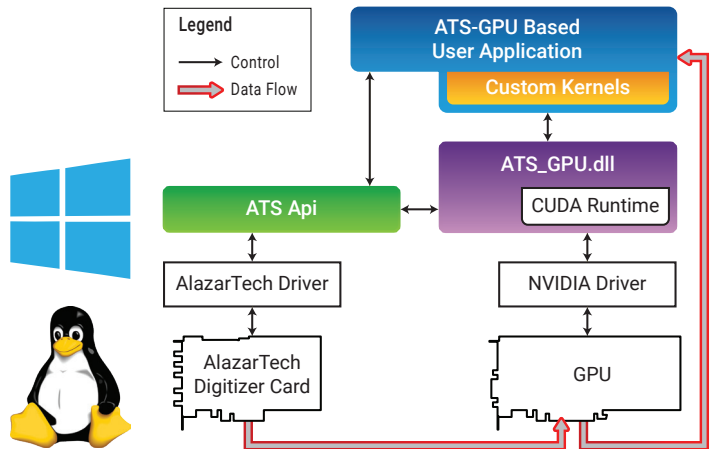 Legend
Control
Data Flow
ATS-GPU Based
User Application
Custom Kernels
ATS_GPU.dll
CUDA Runtime
ATS Api
AlazarTech Driver
NVIDIA Driver
AlazarTech
Digitizer Card
GPU